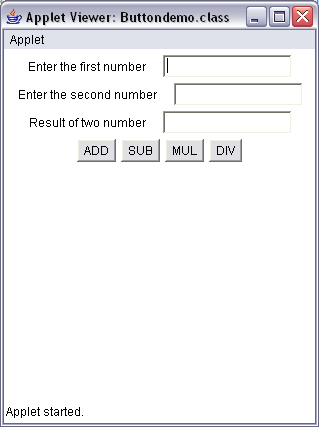 Applet Viewer: Buttondemo.class
Applet
Enter the first number
Enter the second number
Result of two number
ADD SUB MUL DIV
Applet started.